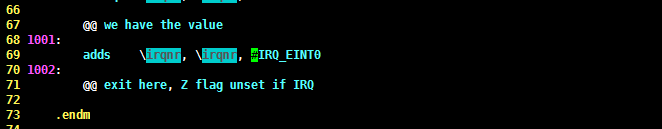 66
67 @@ we have the value
68 1001:
69 adds \irqnr, \irqnr, #IRQ_EINT0
70 1002:
71 @@ exit here, Z flag unset if IRQ
72
73 .endm